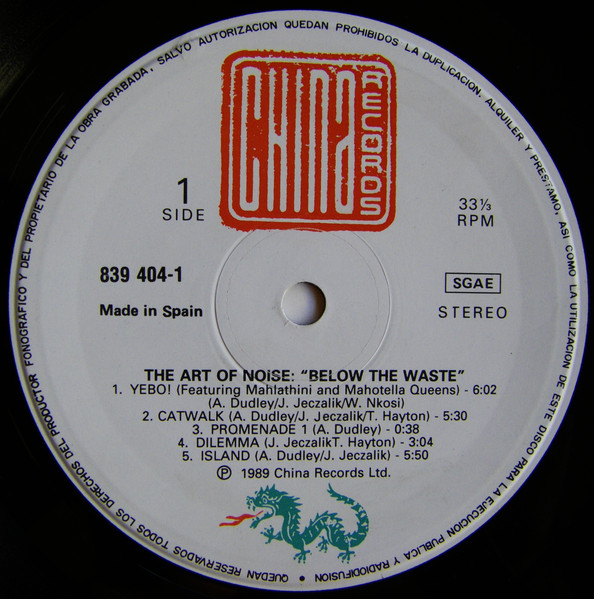 CHINA
RECORDS
1
SIDE
33⅓
RPM
839 404-1
SGAE
Made in Spain
STEREO
THE ART OF NOISE: “BELOW THE WASTE”
1. YEBO! (Featuring Mahlathini and Mahotella Queens) - 6:02
(A. Dudley/J. Jeczalik/W. Nkosi)
2. CATWALK (A. Dudley/J. Jeczalik/T. Hayton) - 5:30
3. PROMENADE 1 (A. Dudley) - 0:38
4. DILEMMA (J. JeczalikT. Hayton) - 3:04
5. ISLAND (A. Dudley/J. Jeczalik) - 5:50
Ⓟ 1989 China Records Ltd.
QUEDAN RESERVADOS TODOS LOS DERECHOS DEL PRODUCTOR FONOGRAFICO Y DEL PROPIETARIO DE LA OBRA GRABADA, SALVO AUTORIZACION QUEDAN PROHIBIDOS LA DUPLICACION, ALQUILER Y PRESTAMO, ASI COMO LA UTILIZACION DE ESTE DISCO PARA LA EJECUCION PUBLICA Y RADIODIFUSION •